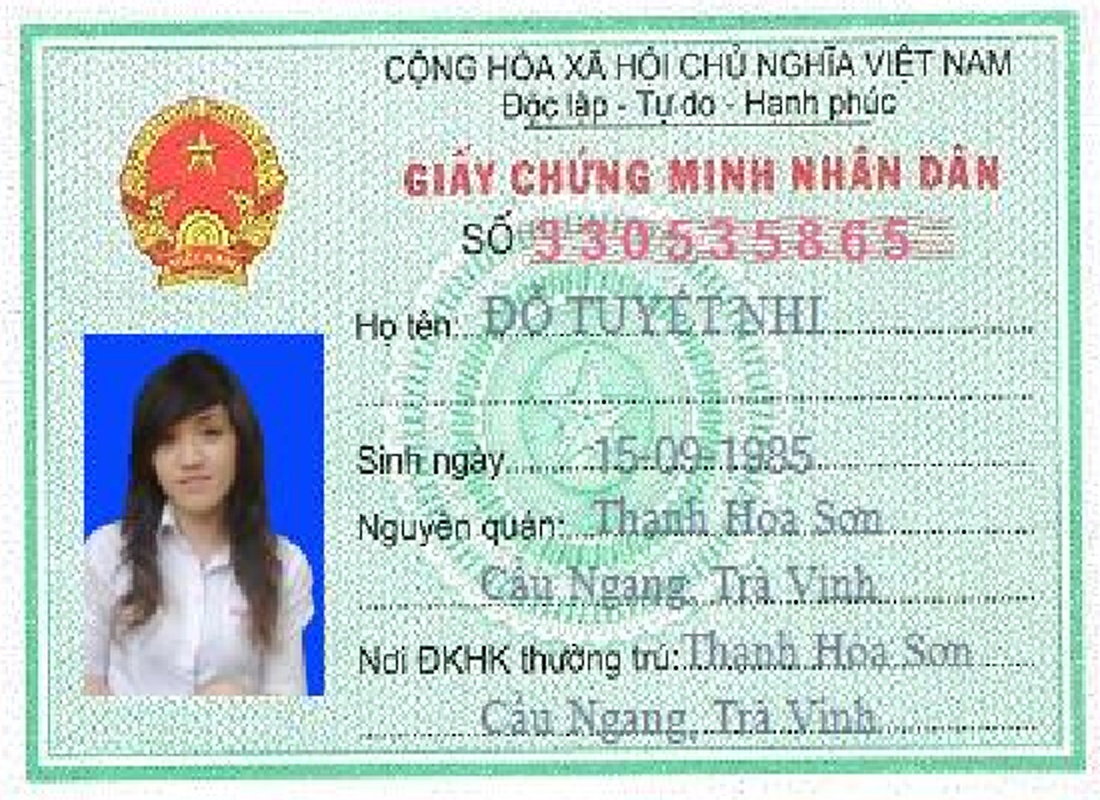 CỘNG HÒA XÃ HỘI CHỦ NGHĨA VIỆT NAM
Độc lập - Tự do - Hạnh phúc
GIẤY CHỨNG MINH NHÂN DÂN
SỐ 330535865
Họ tên: ĐỖ TUYẾT NHI
Sinh ngày 15-09-1985
Nguyên quán: Thạnh Hòa Sơn
Cầu Ngang, Trà Vinh
Nơi ĐKHK thường trú: Thạnh Hòa Sơn
Cầu Ngang, Trà Vinh